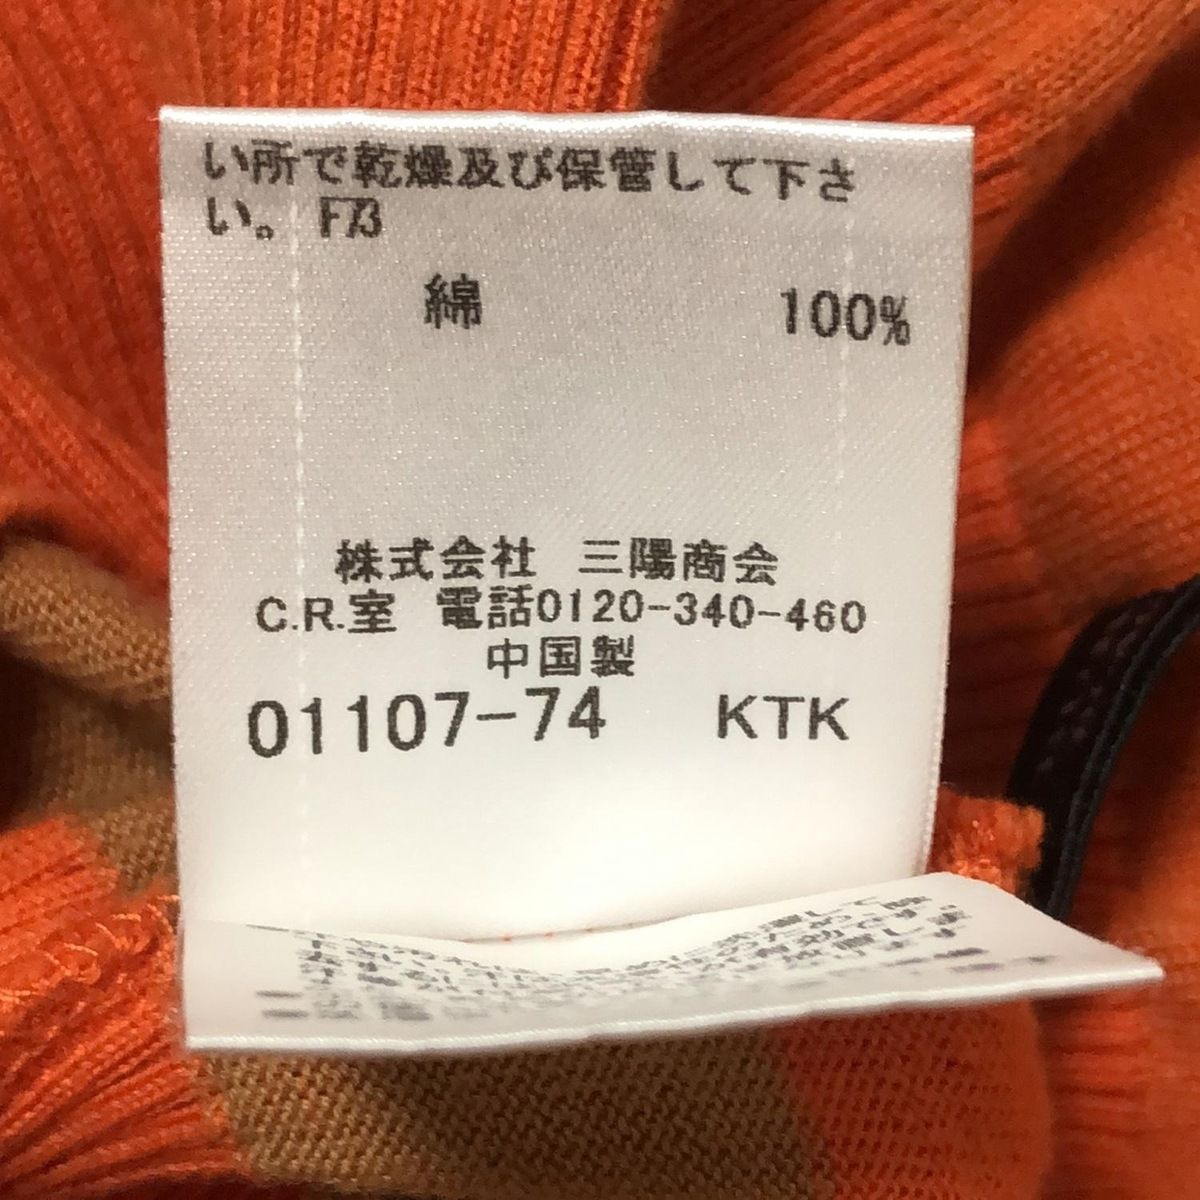 い所で乾燥及び保管して下さ
い。 F73
綿 100%
株式会社 三陽商会
C.R.室 電話0120-340-460
中国製
01107-74 KTK